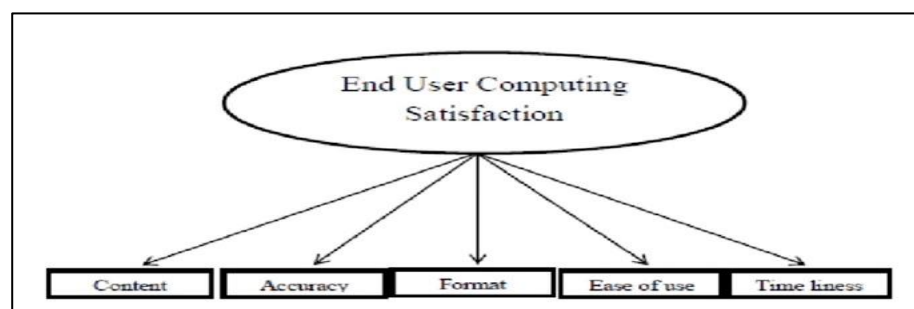 End User Computing
Satisfaction
Content
Accuracy
Format
Ease of use
Time liness